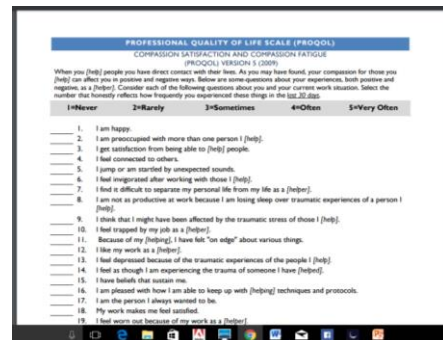 PROFESSIONAL QUALITY OF LIFE SCALE (PROQOL)
COMPASSION SATISFACTION AND COMPASSION FATIGUE
(PROQOL) VERSION 5 (2009)
When you [help] people you have direct contact with their lives. As you may have found, your compassion for those you
[help] can affect you in positive and negative ways. Below are some questions about your experiences, both positive and
negative, as a [helper]. Consider each of the following questions about you and your current work situation. Select the
number that honestly reflects how frequently you experienced these things in the last 30 days.
1=Never 2=Rarely 3=Sometimes 4=Often 5=Very Often
1. I am happy.
2. I am preoccupied with more than one person I [help].
3. I get satisfaction from being able to [help] people.
4. I feel connected to others.
5. I jump or am startled by unexpected sounds.
6. I feel invigorated after working with those I [help].
7. I find it difficult to separate my personal life from my life as a [helper].
8. I am not as productive at work because I am losing sleep over traumatic experiences of a person I
[help].
9. I think that I might have been affected by the traumatic stress of those I [help].
10. I feel trapped by my job as a [helper].
11. Because of my [helping], I have felt "on edge" about various things.
12. I like my work as a [helper].
13. I feel depressed because of the traumatic experiences of the people I [help].
14. I feel as though I am experiencing the trauma of someone I have [helped].
15. I have beliefs that sustain me.
16. I am pleased with how I am able to keep up with [helping] techniques and protocols.
17. I am the person I always wanted to be.
18. My work makes me feel satisfied.
19. I feel worn out because of my work as a [helper].